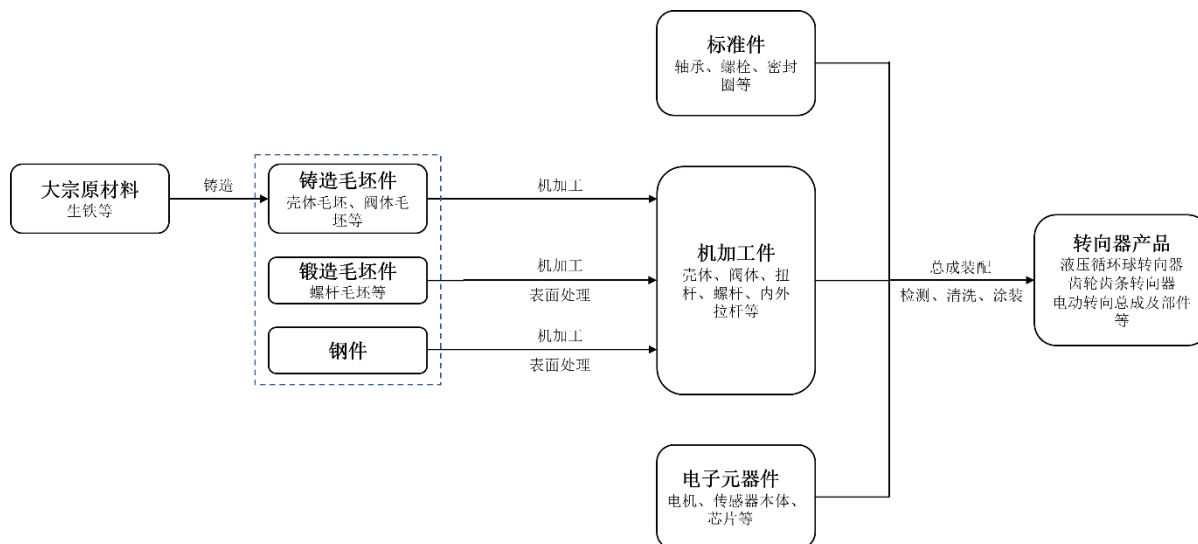 标准件
轴承、螺栓、密封
圈等
大宗原材料
生铁等
铸造
铸造毛坯件
壳体毛坯、阀体毛
坯等
机加工
锻造毛坯件
螺杆毛坯等
机加工
表面处理
钢件
机加工
表面处理
机加工件
壳体、阀体、扭
杆、螺杆、内外
拉杆等
总成装配
检测、清洗、涂装
转向器产品
液压循环球转向器
齿轮齿条转向器
电动转向总成及部件
等
电子元器件
电机、传感器木体、
芯片等